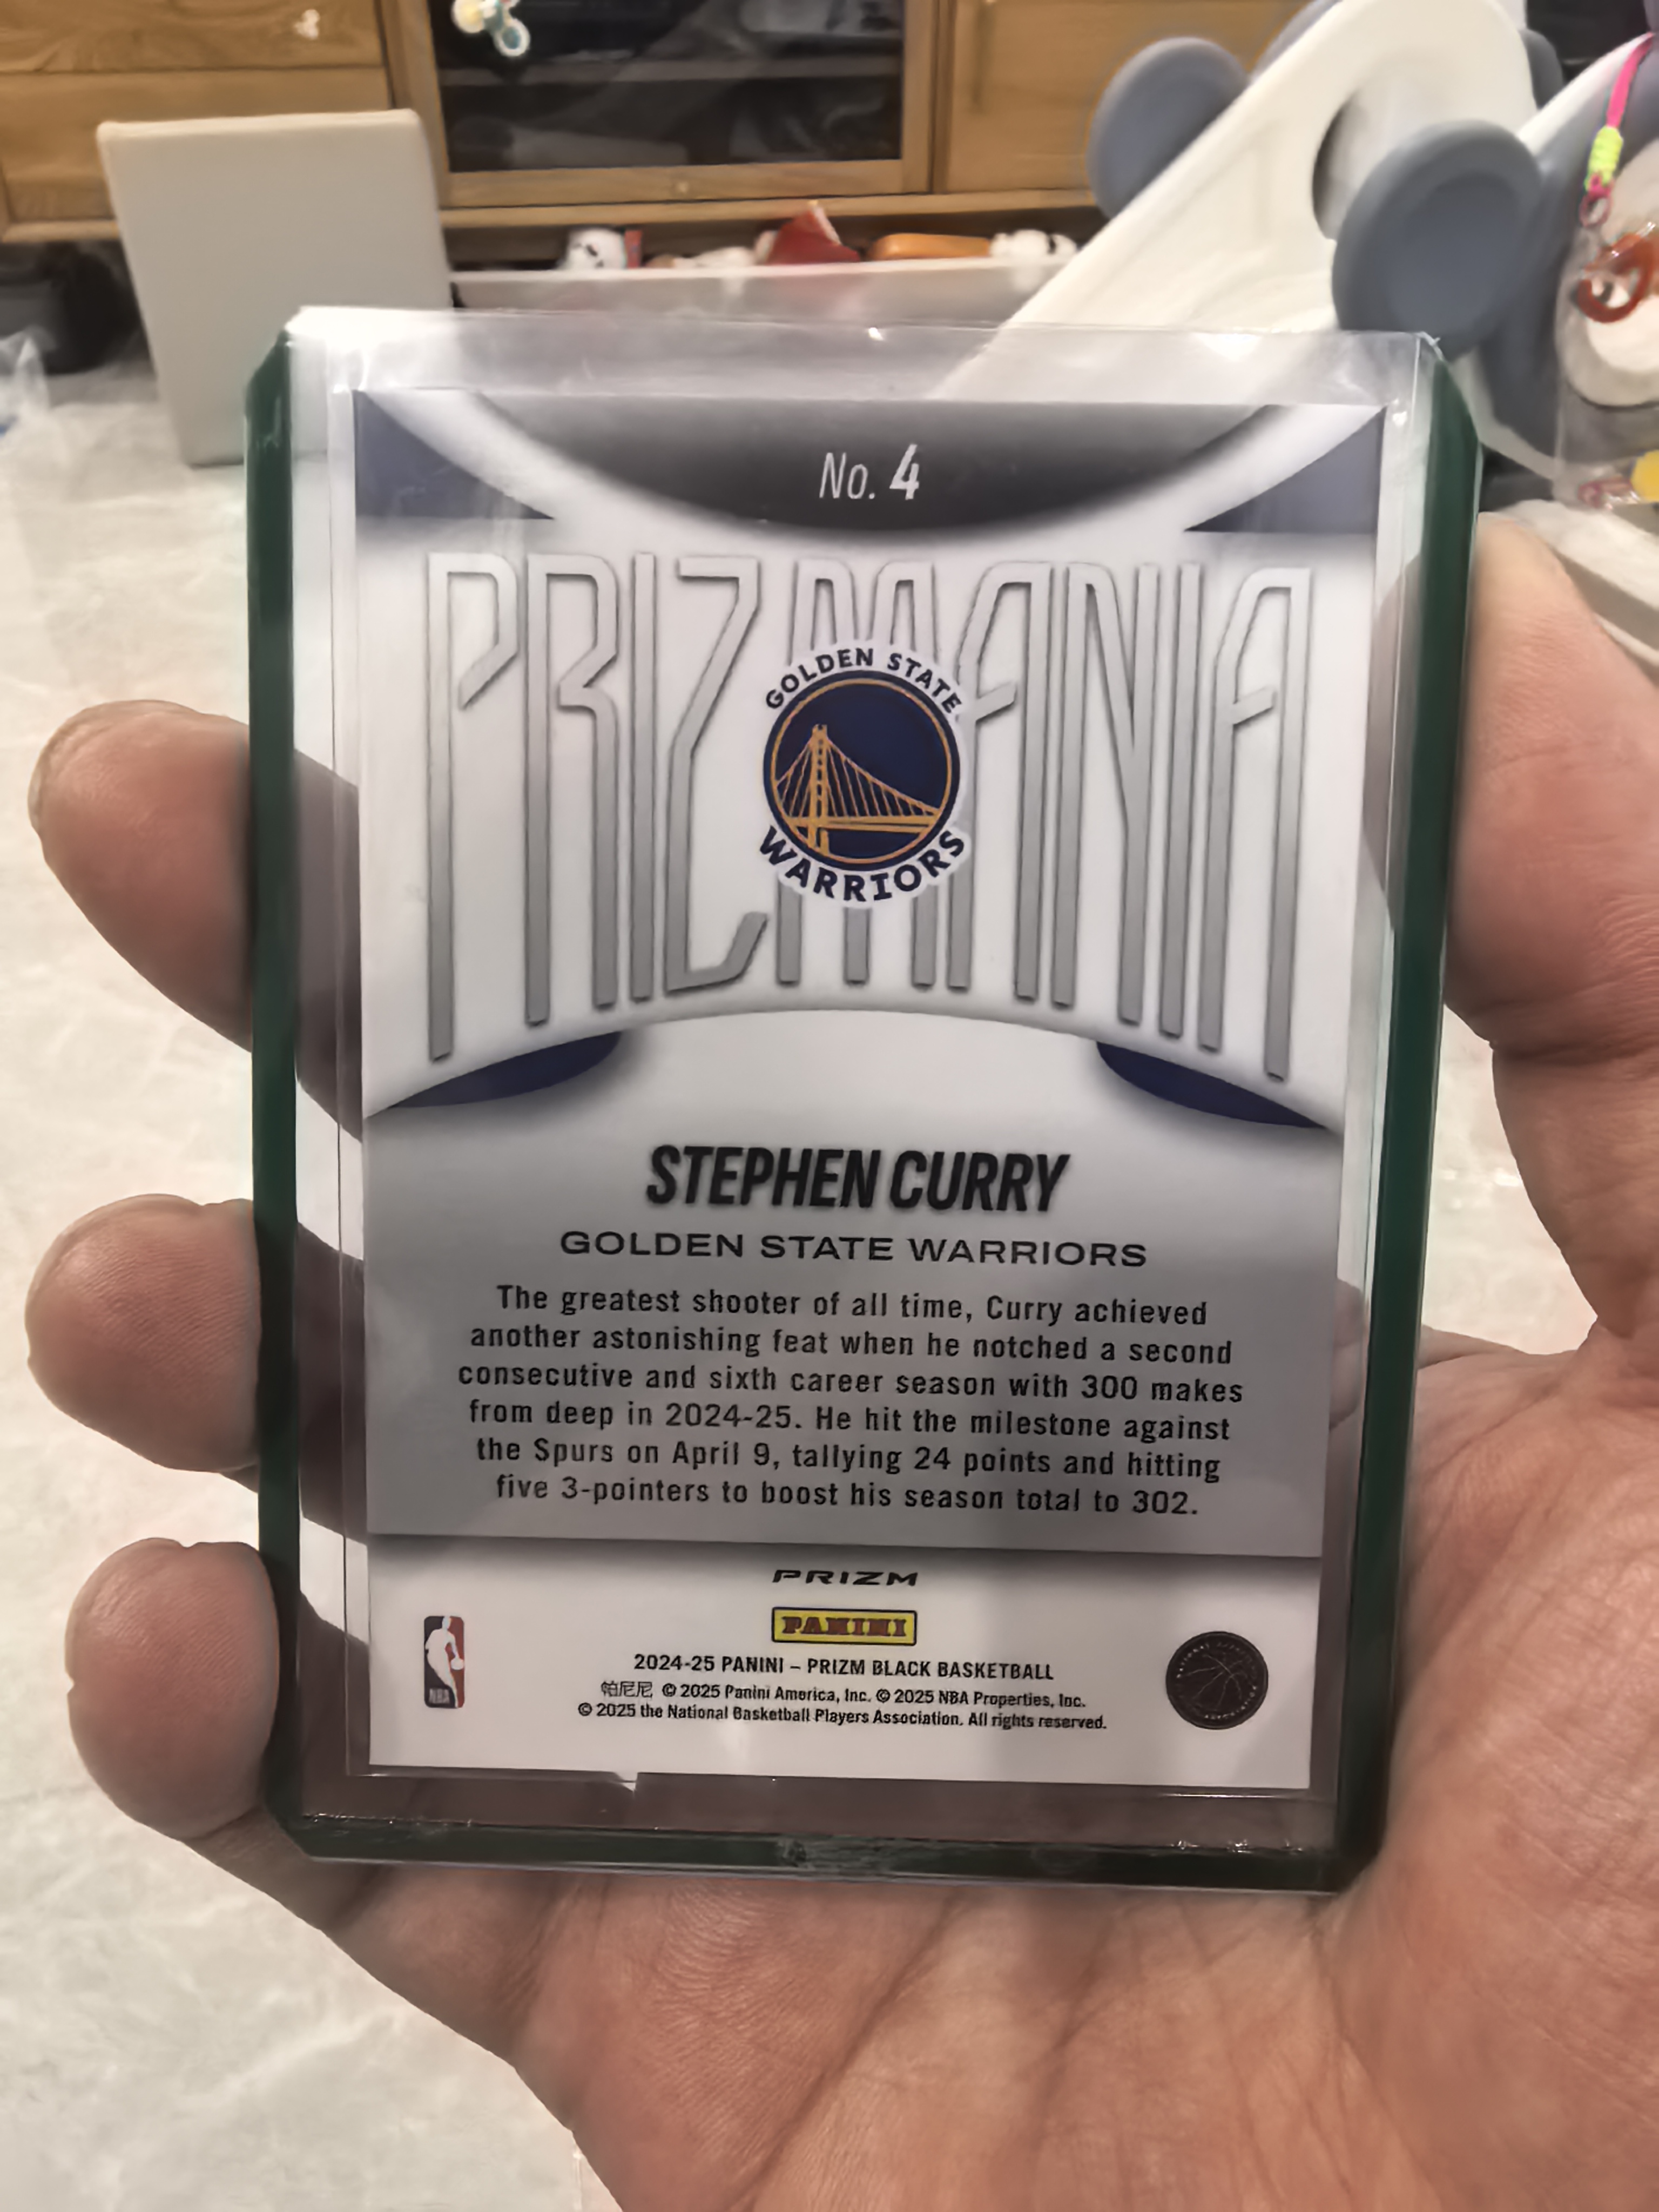 No. 4
PRIZMANIA
GOLDEN STATE
WARRIORS
STEPHEN CURRY
GOLDEN STATE WARRIORS
The greatest shooter of all time, Curry achieved
another astonishing feat when he notched a second
consecutive and sixth career season with 300 makes
from deep in 2024-25. He hit the milestone against
the Spurs on April 9, tallying 24 points and hitting
five 3-pointers to boost his season total to 302.
PRIZM
PANINI
NBA
2024-25 PANINI – PRIZM BLACK BASKETBALL
帕尼尼 © 2025 Panini America, Inc. © 2025 NBA Properties, Inc.
© 2025 the National Basketball Players Association. All rights reserved.